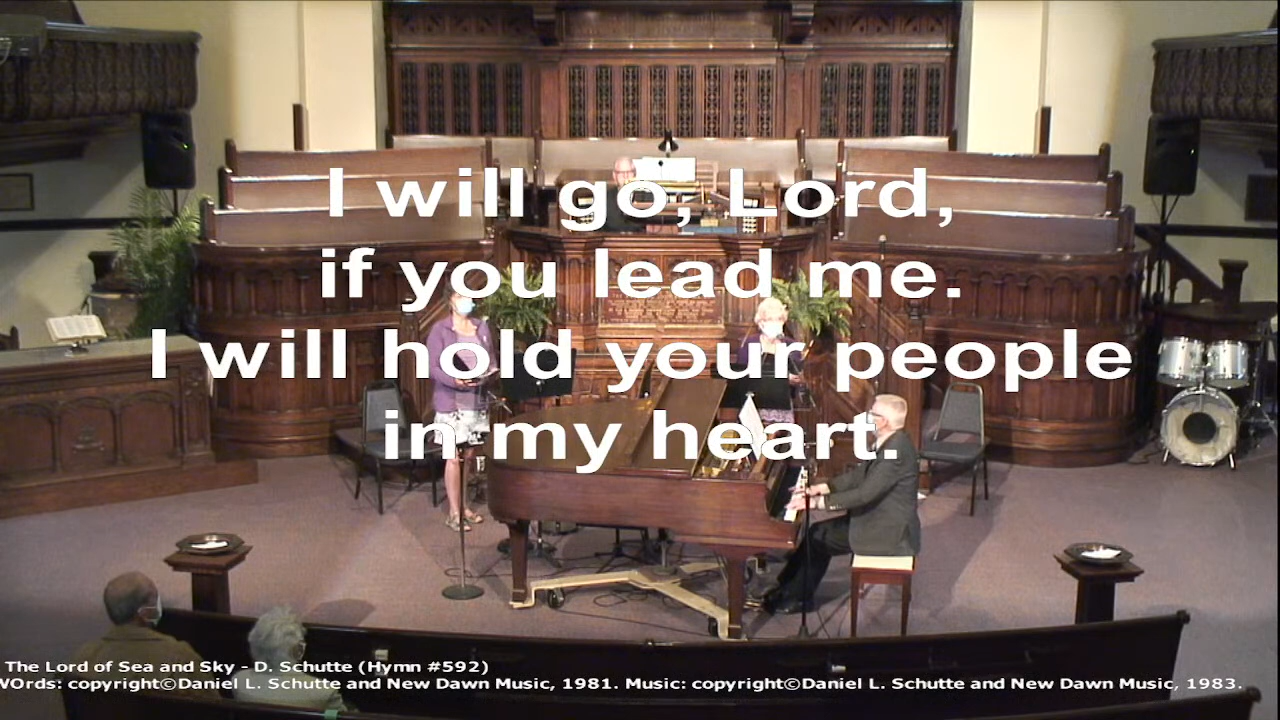 I will go, Lord,
if you lead me.
I will hold your people
in my heart.
The Lord of Sea and Sky - D. Schutte (Hymn #592)
WOrds: copyright©Daniel L. Schutte and New Dawn Music, 1981. Music: copyright©Daniel L. Schutte and New Dawn Music, 1983.